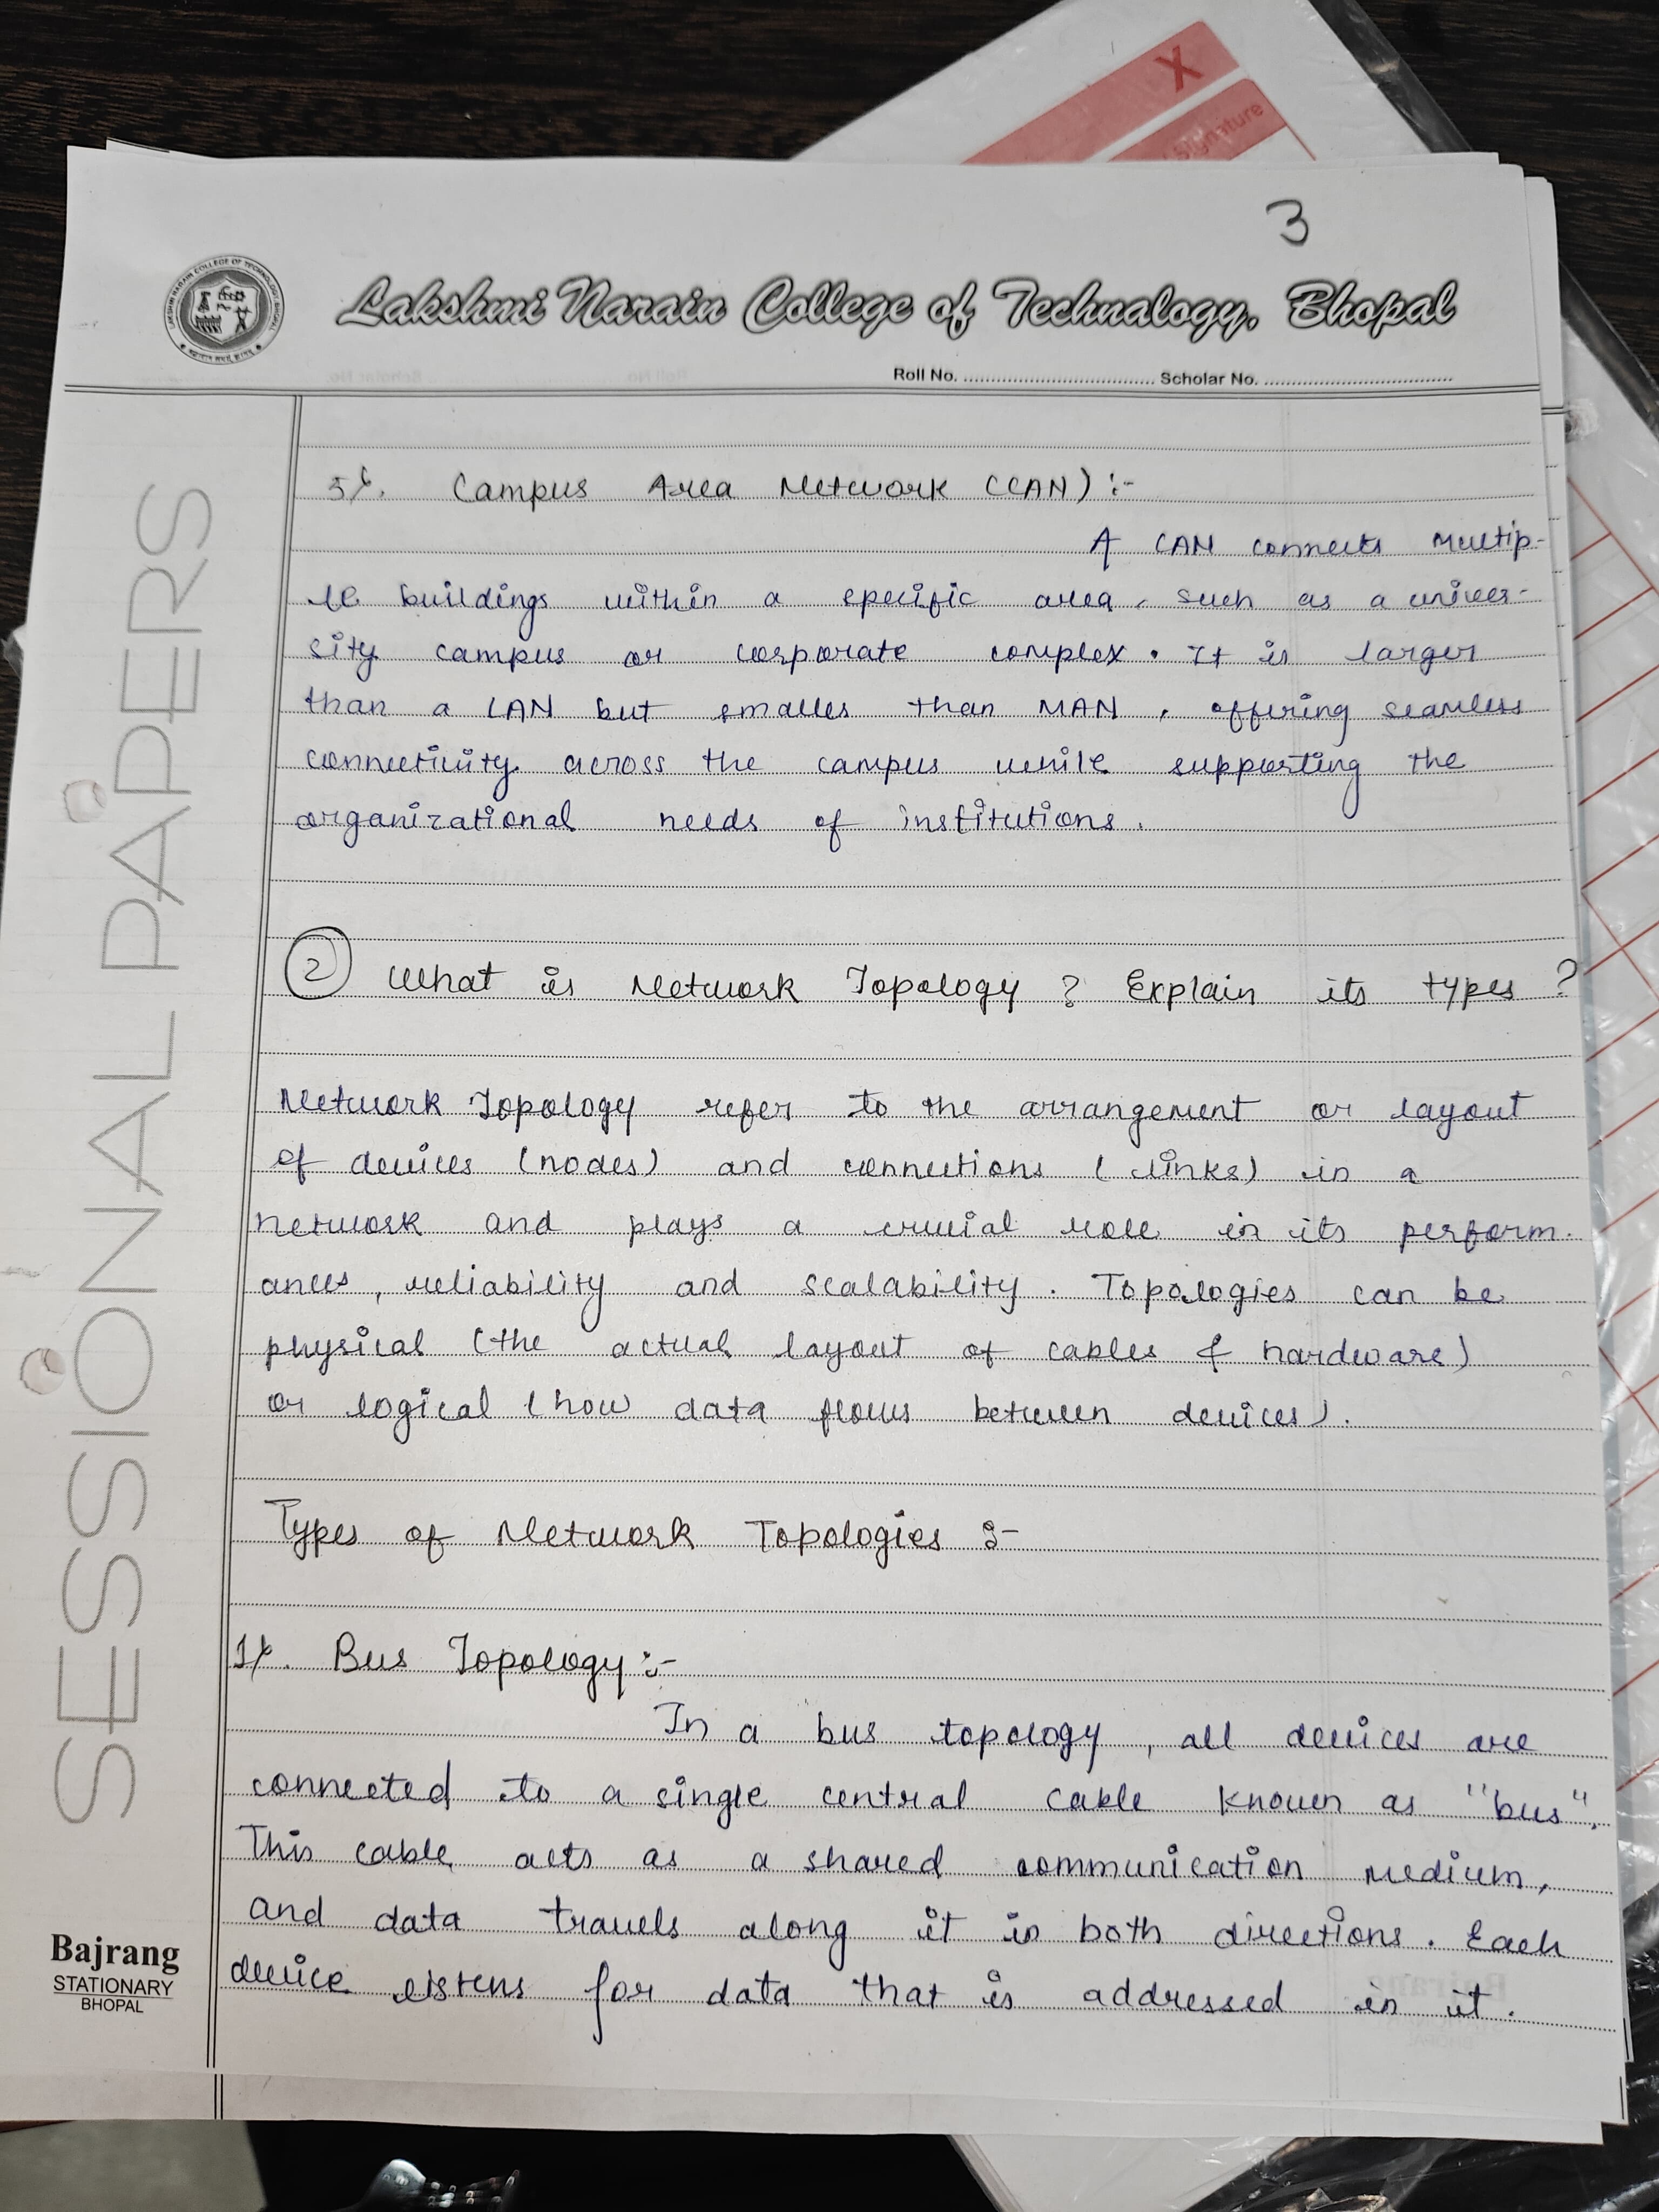 X
Signature
3
Lakshmi Narain College of Technalogy, Bhopal
Roll No. .......................... Scholar No. ..........................
SESSIONAL PAPERS
5%. Campus Area Network (CAN) :-
A CAN connects Multip-
le buildings within a specific area, such as a univer-
sity campus or corporate complex. It is larger
than a LAN but smaller than MAN, offering seamless
connectivity across the campus while supporting the
organizational needs of institutions.
2 What is Network Topology ? Explain its types ?
Network Topology refer to the arrangement or layout
of devices (nodes) and connections (links) in a
network and plays a crucial role in its perform.
ances, reliability and scalability. Topologies can be
physical (the actual layout of cables & hardware)
or logical (how data flows between devices).
Types of Network Topologies :-
1%. Bus Topology :-
In a bus topology, all devices are
connected to a single central cable known as "bus".
This cable acts as a shared communication medium,
and data travels along it in both directions. Each
device listens for data that is addressed in it.
Bajrang
STATIONARY
BHOPAL